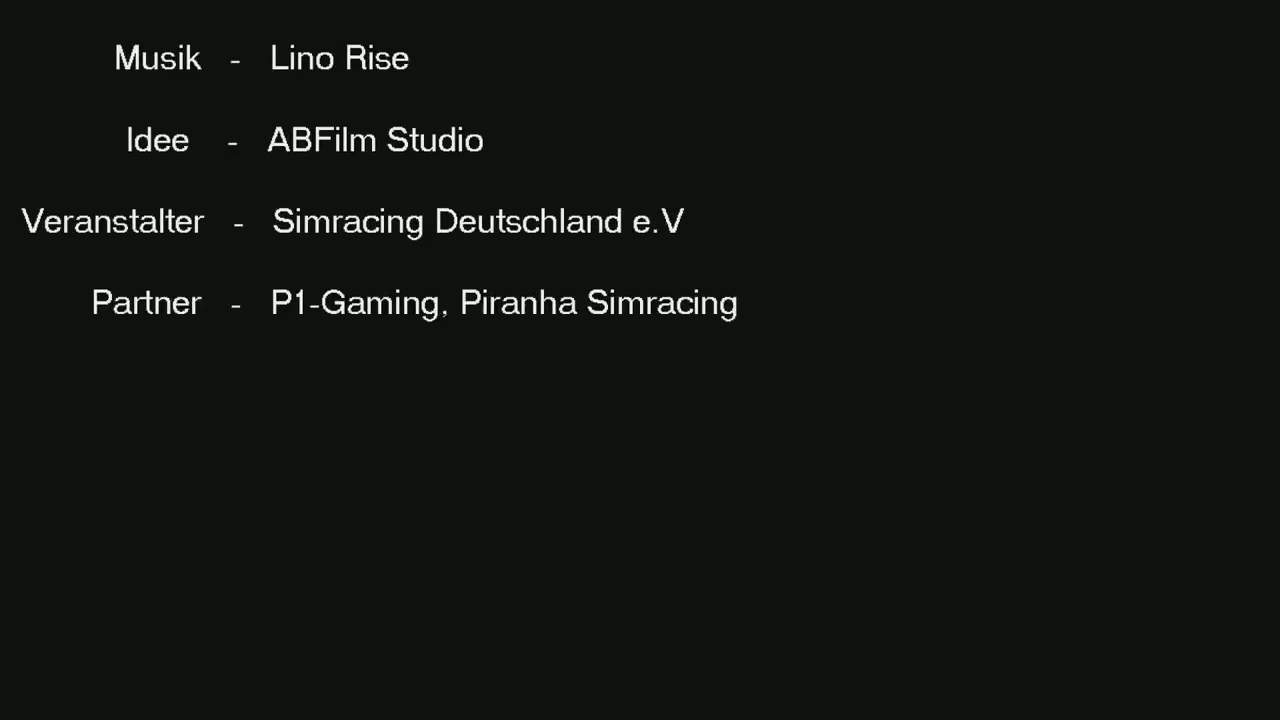 Musik - Lino Rise
Idee - ABFilm Studio
Veranstalter - Simracing Deutschland e.V
Partner - P1-Gaming, Piranha Simracing